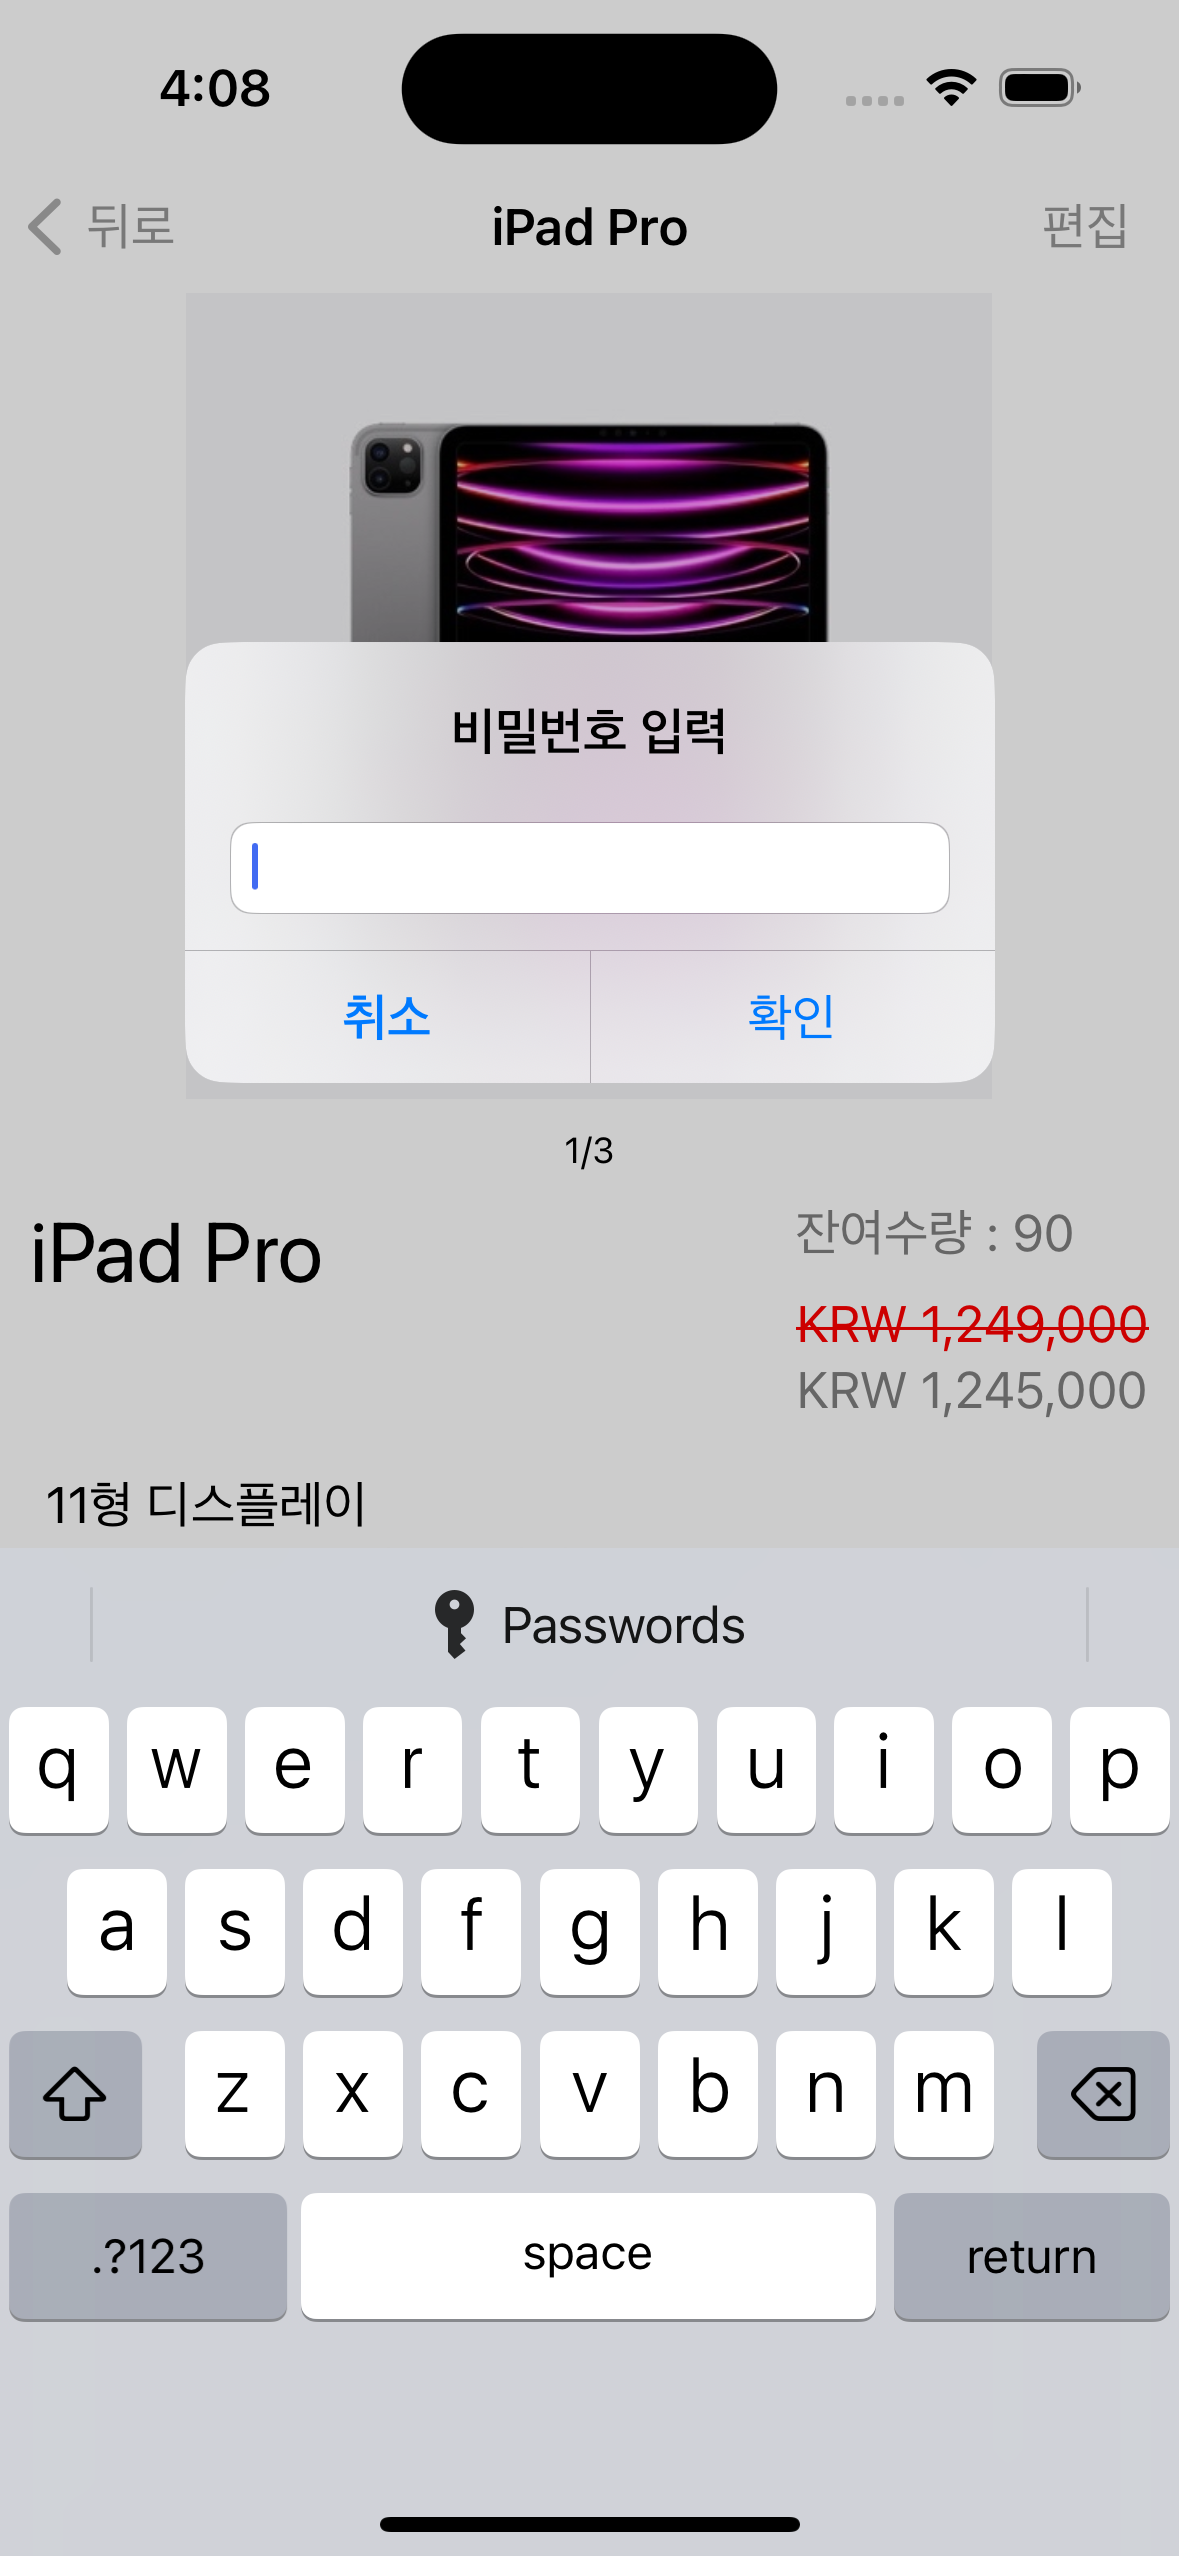 4:08
뒤로
iPad Pro
편집
비밀번호 입력
취소
확인
1/3
iPad Pro
잔여수량 : 90
KRW 1,249,000
KRW 1,245,000
11형 디스플레이
Passwords
q w e r t y u i o p
a s d f g h j k l
z x c v b n m
.?123
space
return